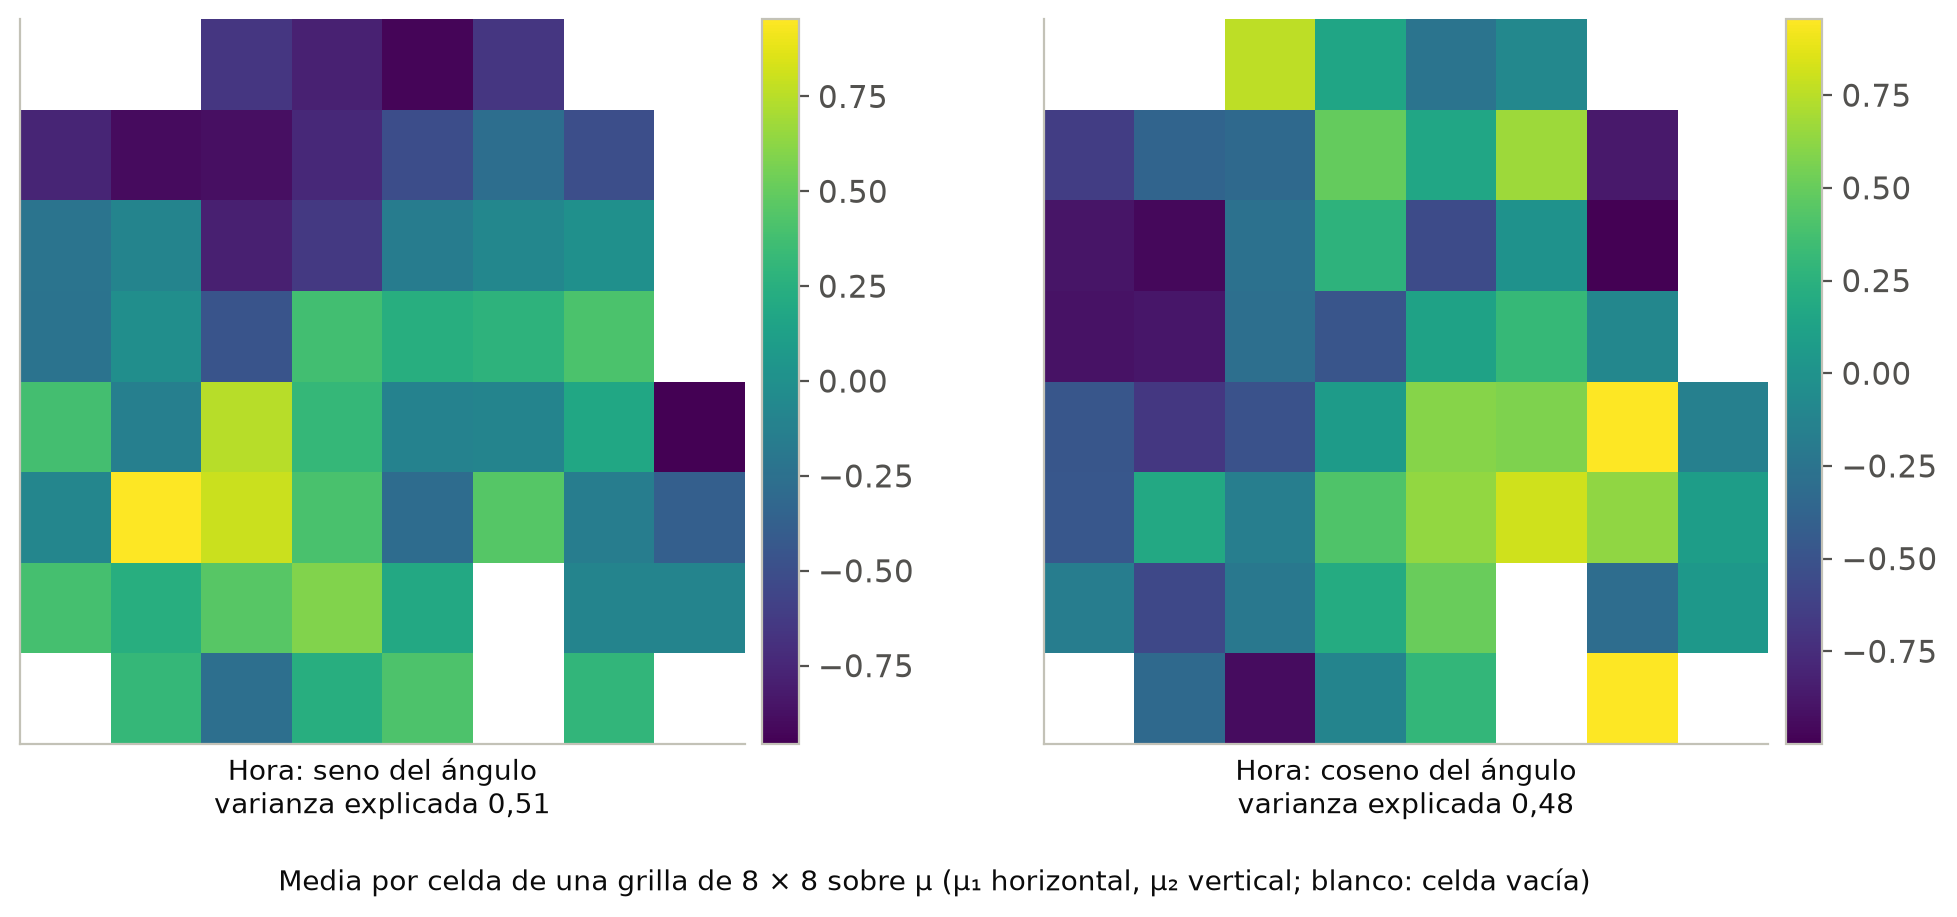 0.75
0.50
0.25
0.00
−0.25
−0.50
−0.75
Hora: seno del ángulo
varianza explicada 0,51
0.75
0.50
0.25
0.00
−0.25
−0.50
−0.75
Hora: coseno del ángulo
varianza explicada 0,48
Media por celda de una grilla de 8 × 8 sobre μ (μ₁ horizontal, μ₂ vertical; blanco: celda vacía)